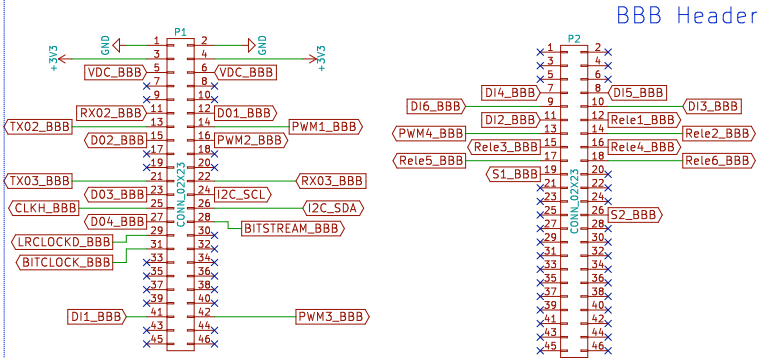 BBB Header
P1
GND 1 2 GND
+3V3 3 4 +3V3
VDC_BBB 5 6 VDC_BBB
7 8
9 10
RX02_BBB 11 12 D01_BBB
TX02_BBB 13 14 PWM1_BBB
D02_BBB 15 16 PWM2_BBB
17 18
19 20
TX03_BBB 21 22 RX03_BBB
D03_BBB 23 24 I2C_SCL
CLKH_BBB 25 26 I2C_SDA
D04_BBB 27 28 BITSTREAM_BBB
LRCLOCKD_BBB 29 30
BITCLOCK_BBB 31 32
33 34
35 36
37 38
39 40
DI1_BBB 41 42 PWM3_BBB
43 44
45 46
CONN_02X23
P2
1 2
3 4
5 6
DI4_BBB 7 8 DI5_BBB
DI6_BBB 9 10 DI3_BBB
DI2_BBB 11 12 Rele1_BBB
PWM4_BBB 13 14 Rele2_BBB
Rele3_BBB 15 16 Rele4_BBB
Rele5_BBB 17 18 Rele6_BBB
S1_BBB 19 20
21 22
23 24
25 26 S2_BBB
27 28
29 30
31 32
33 34
35 36
37 38
39 40
41 42
43 44
45 46
CONN_02X23